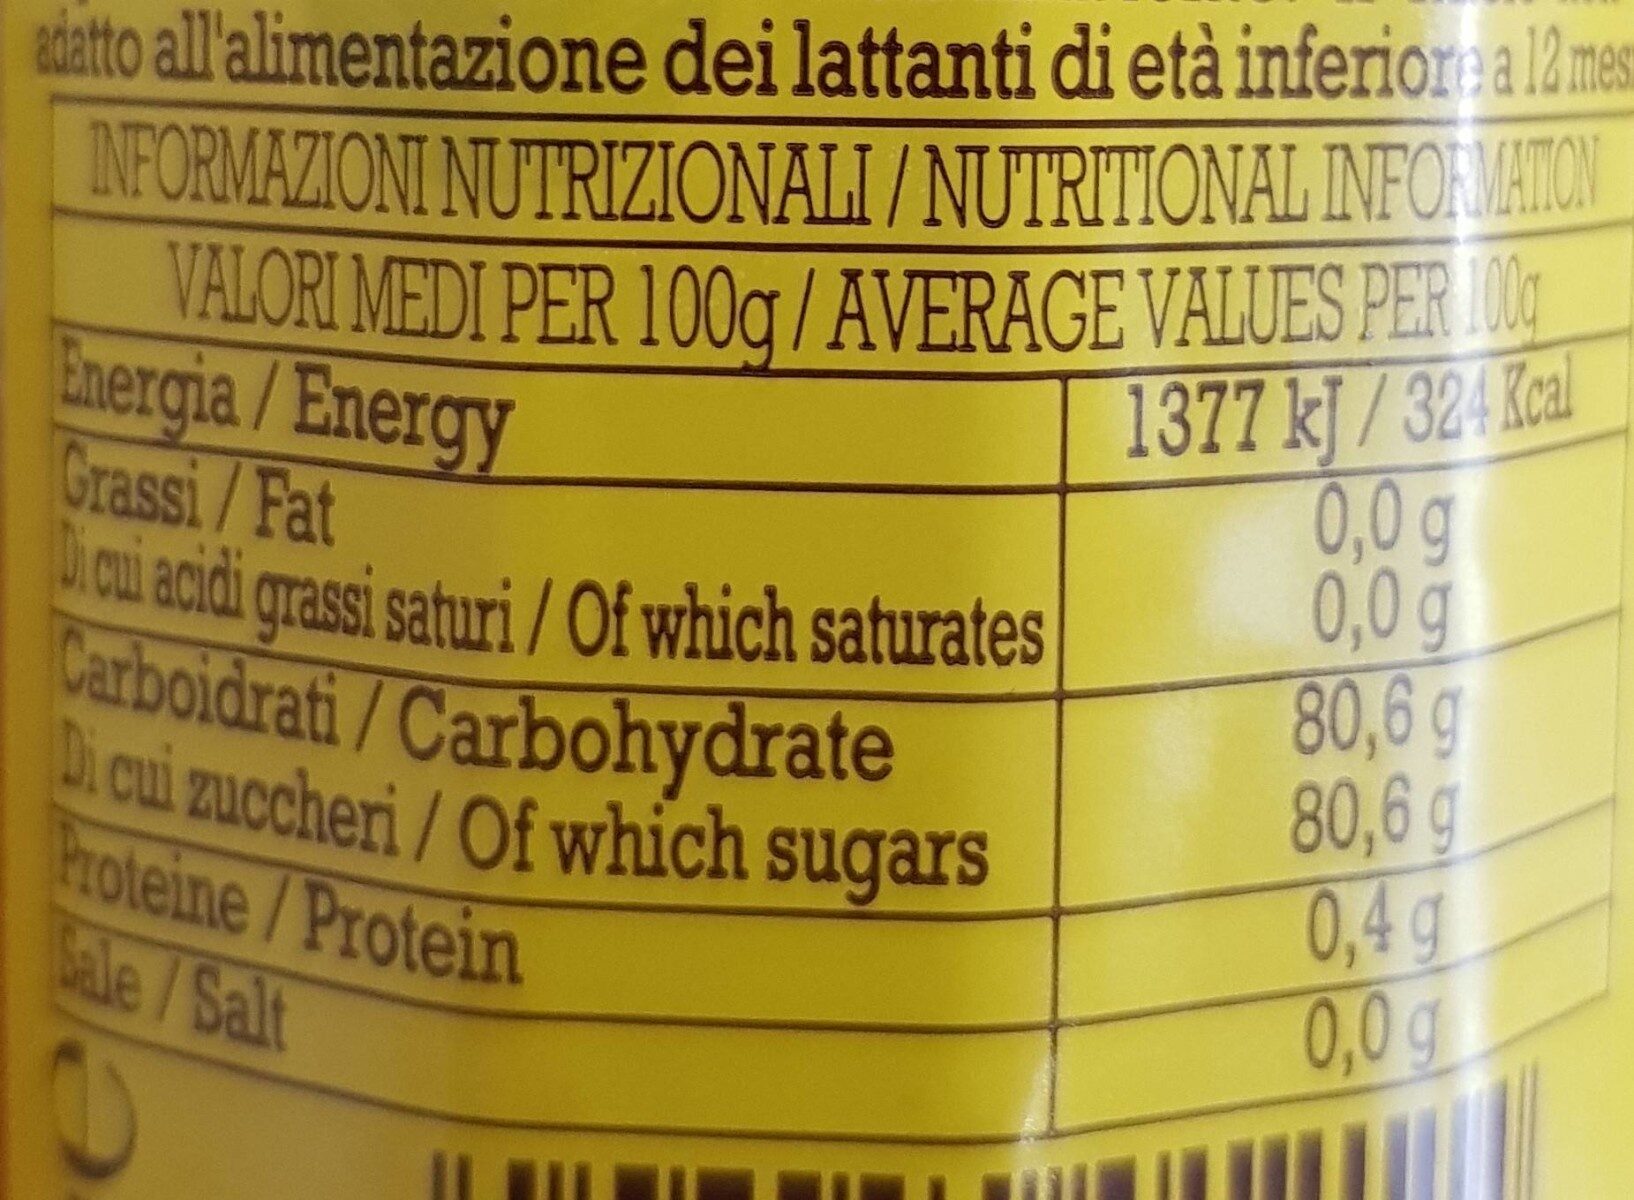 adatto all'alimentazione dei lattanti di età inferiore a 12 mesi
INFORMAZIONI NUTRIZIONALI / NUTRITIONAL INFORMATION
VALORI MEDI PER 100g / AVERAGE VALUES PER 100g
Energia / Energy 1377 kJ / 324 Kcal
Grassi / Fat 0,0 g
Di cui acidi grassi saturi / Of which saturates 0,0 g
Carboidrati / Carbohydrate 80,6 g
Di cui zuccheri / Of which sugars 80,6 g
Proteine / Protein 0,4 g
Sale / Salt 0,0 g